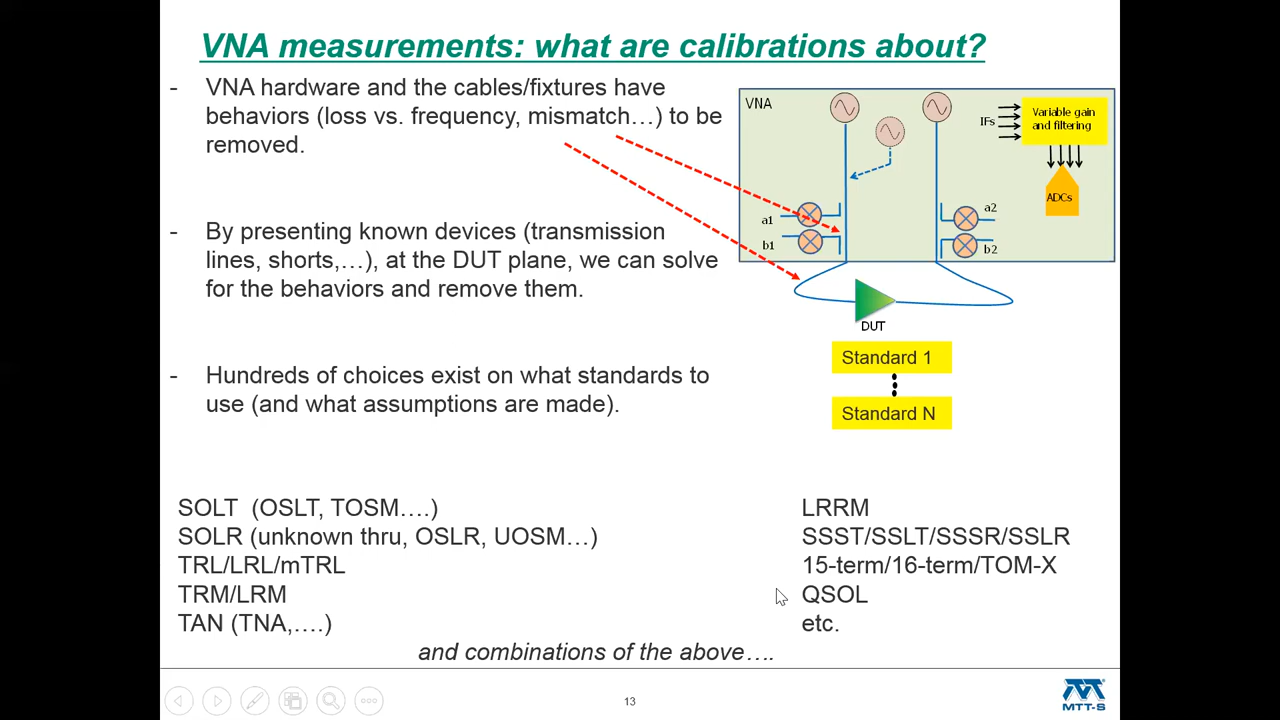 VNA measurements: what are calibrations about?
- VNA hardware and the cables/fixtures have
behaviors (loss vs. frequency, mismatch…) to be
removed.
- By presenting known devices (transmission
lines, shorts,…), at the DUT plane, we can solve
for the behaviors and remove them.
- Hundreds of choices exist on what standards to
use (and what assumptions are made).
VNA
IFs
Variable gain
and filtering
ADCs
a1
b1
a2
b2
DUT
Standard 1
Standard N
SOLT (OSLT, TOSM….)
SOLR (unknown thru, OSLR, UOSM…)
TRL/LRL/mTRL
TRM/LRM
TAN (TNA,….)
LRRM
SSST/SSLT/SSSR/SSLR
15-term/16-term/TOM-X
QSOL
etc.
and combinations of the above….
13
MTT-S